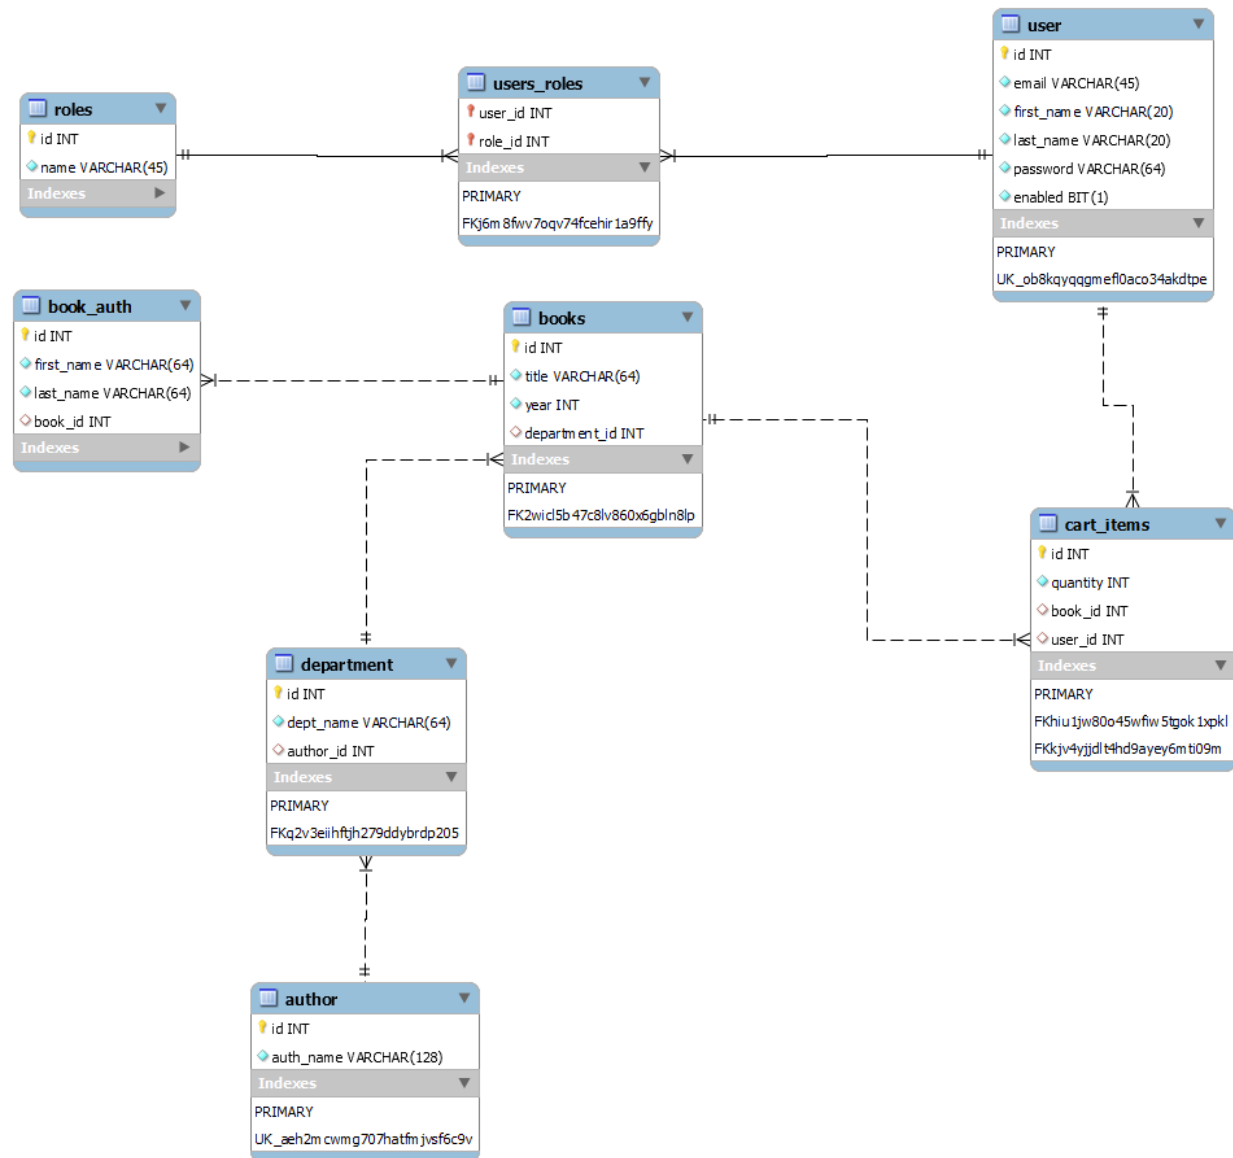 roles
id INT
name VARCHAR(45)
Indexes
users_roles
user_id INT
role_id INT
Indexes
PRIMARY
FKj6m8fwv7oqv74fcehir1a9ffy
user
id INT
email VARCHAR(45)
first_name VARCHAR(20)
last_name VARCHAR(20)
password VARCHAR(64)
enabled BIT(1)
Indexes
PRIMARY
UK_ob8kqyqqgmefl0aco34akdtpe
book_auth
id INT
first_name VARCHAR(64)
last_name VARCHAR(64)
book_id INT
Indexes
books
id INT
title VARCHAR(64)
year INT
department_id INT
Indexes
PRIMARY
FK2wicl5b47c8lv860x6gbln8lp
cart_items
id INT
quantity INT
book_id INT
user_id INT
Indexes
PRIMARY
FKhiu1jw80o45wfiw5tgok1xpkl
FKkjv4yjjdlt4hd9ayey6mti09m
department
id INT
dept_name VARCHAR(64)
author_id INT
Indexes
PRIMARY
FKq2v3eiihftjh279ddybrdp205
author
id INT
auth_name VARCHAR(128)
Indexes
PRIMARY
UK_aeh2mcwmg707hatfmjvsf6c9v